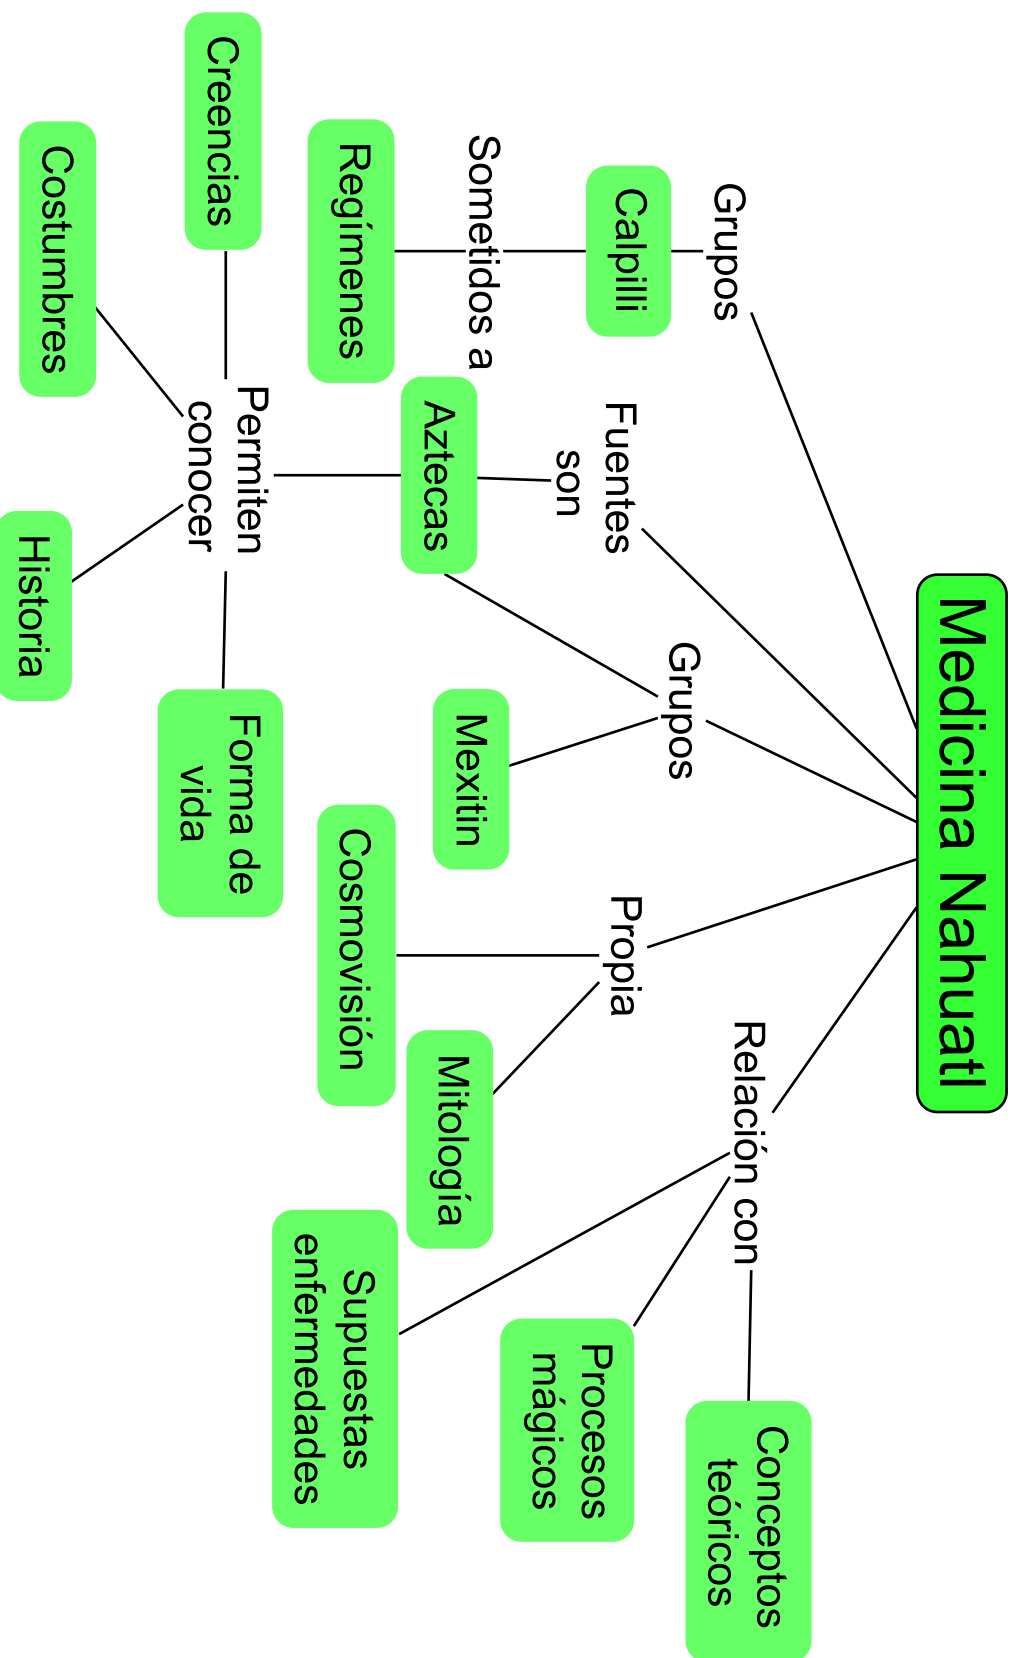 Medicina Nahuatl
Grupos
Calpilli
Sometidos a
Regímenes
Fuentes
son
Aztecas
Permiten
conocer
Creencias
Costumbres
Historia
Forma de
vida
Grupos
Mexitin
Propia
Cosmovisión
Mitología
Relación con
Conceptos
teóricos
Procesos
mágicos
Supuestas
enfermedades